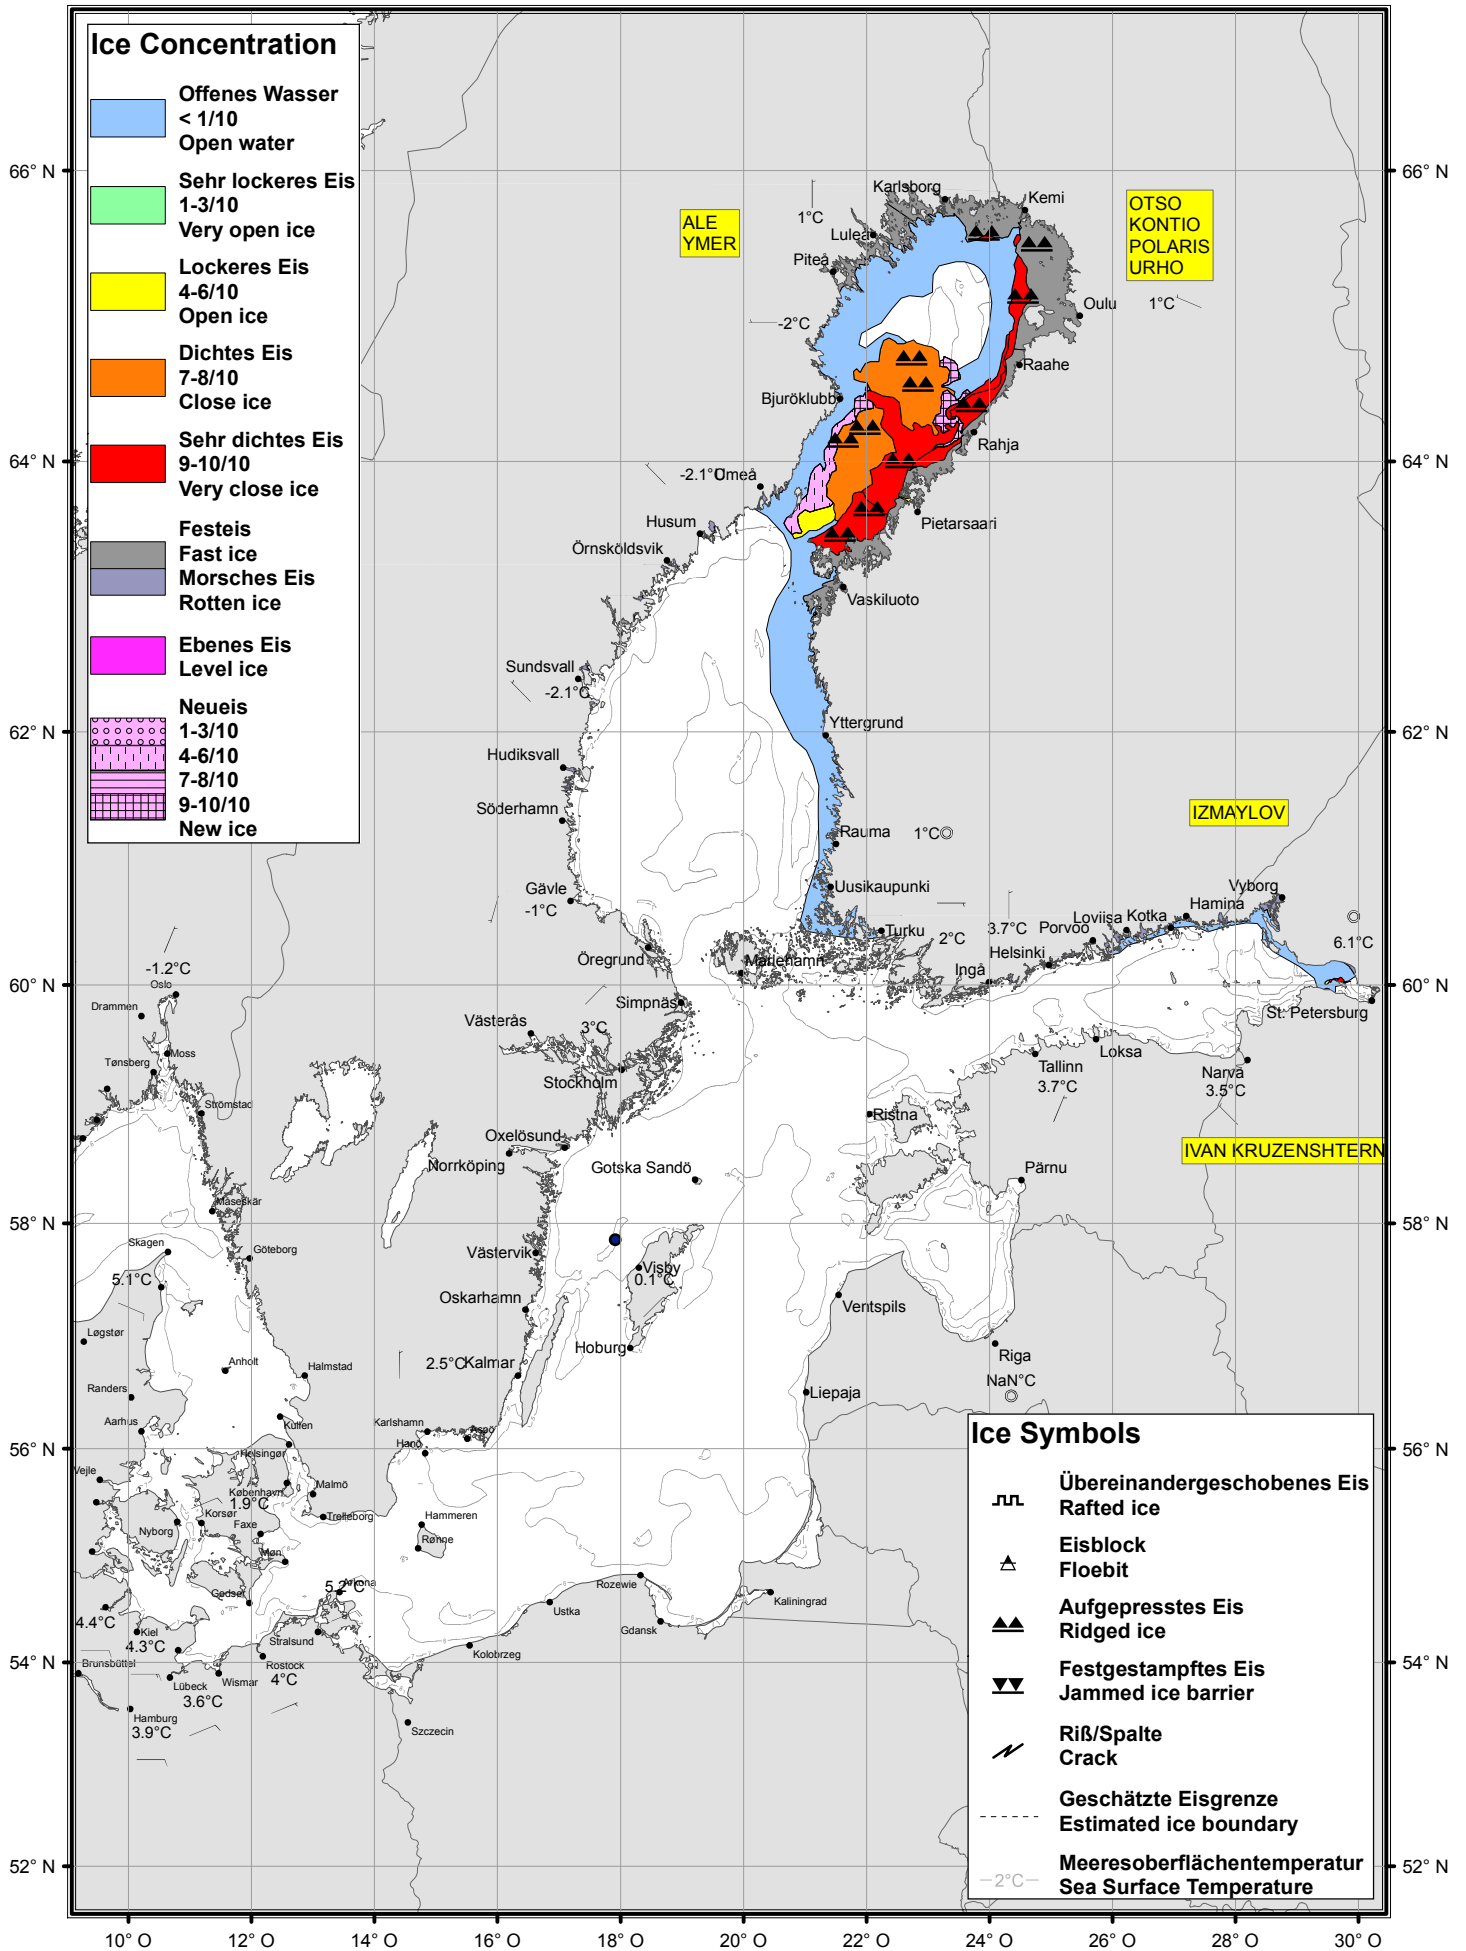 Ice Concentration
Offenes Wasser
< 1/10
Open water
Sehr lockeres Eis
1-3/10
Very open ice
Lockeres Eis
4-6/10
Open ice
Dichtes Eis
7-8/10
Close ice
Sehr dichtes Eis
9-10/10
Very close ice
Festeis
Fast ice
Morsches Eis
Rotten ice
Ebenes Eis
Level ice
Neueis
1-3/10
4-6/10
7-8/10
9-10/10
New ice
66° N
66° N
64° N
64° N
62° N
62° N
60° N
60° N
58° N
58° N
56° N
56° N
54° N
54° N
52° N
52° N
ALE
YMER
OTSO
KONTIO
POLARIS
URHO
IZMAYLOV
IVAN KRUZENSHTERN
Karlsborg
Kemi
1°C
Luleå
Piteå
Oulu
1°C
-2°C
Raahe
Bjuröklubb
Rahja
-2.1°C
Umeå
Pietarsaari
Husum
Örnsköldsvik
Vaskiluoto
Sundsvall
-2.1°C
Yttergrund
Hudiksvall
Söderhamn
Rauma
1°C
Uusikaupunki
Gävle
-1°C
Vyborg
Hamina
Kotka
Loviisa
Porvoo
3.7°C
Helsinki
Turku
2°C
6.1°C
Öregrund
Mariehamn
Ingå
-1.2°C
Oslo
Drammen
Simpnäs
St. Petersburg
Västerås
3°C
Moss
Tønsberg
Stockholm
Tallinn
3.7°C
Loksa
Narva
3.5°C
Strömstad
Ristna
Oxelösund
Norrköping
Gotska Sandö
Pärnu
Måseskär
Skagen
Göteborg
Västervik
Visby
0.1°C
5.1°C
Oskarhamn
Ventspils
Løgstør
Hoburg
Riga
NaN°C
Anholt
Halmstad
2.5°C
Kalmar
Randers
Liepaja
Aarhus
Kullen
Karlshamn
Aspö
Hanö
Helsingør
Vejle
København
1.9°C
Malmö
Korsør
Faxe
Trelleborg
Hammeren
Nyborg
Rønne
Møn
5.2°C
Arkona
Gedser
Rozewie
Kaliningrad
Ustka
4.4°C
Kiel
4.3°C
Stralsund
Gdansk
Kolobrzeg
Brunsbüttel
Rostock
4°C
Lübeck
Wismar
3.6°C
Hamburg
3.9°C
Szczecin
Ice Symbols
Übereinandergeschobenes Eis
Rafted ice
Eisblock
Floebit
Aufgepresstes Eis
Ridged ice
Festgestampftes Eis
Jammed ice barrier
Riß/Spalte
Crack
Geschätzte Eisgrenze
Estimated ice boundary
2°C
Meeresoberflächentemperatur
Sea Surface Temperature
10° O
12° O
14° O
16° O
18° O
20° O
22° O
24° O
26° O
28° O
30° O